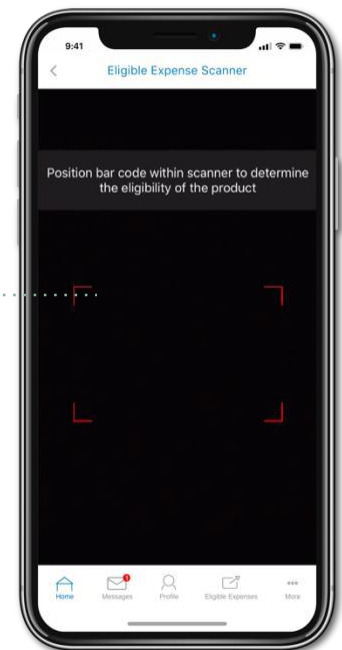 9:41
Eligible Expense Scanner
Position bar code within scanner to determine
the eligibility of the product
1
Home Messages Profile Eligible Expenses More